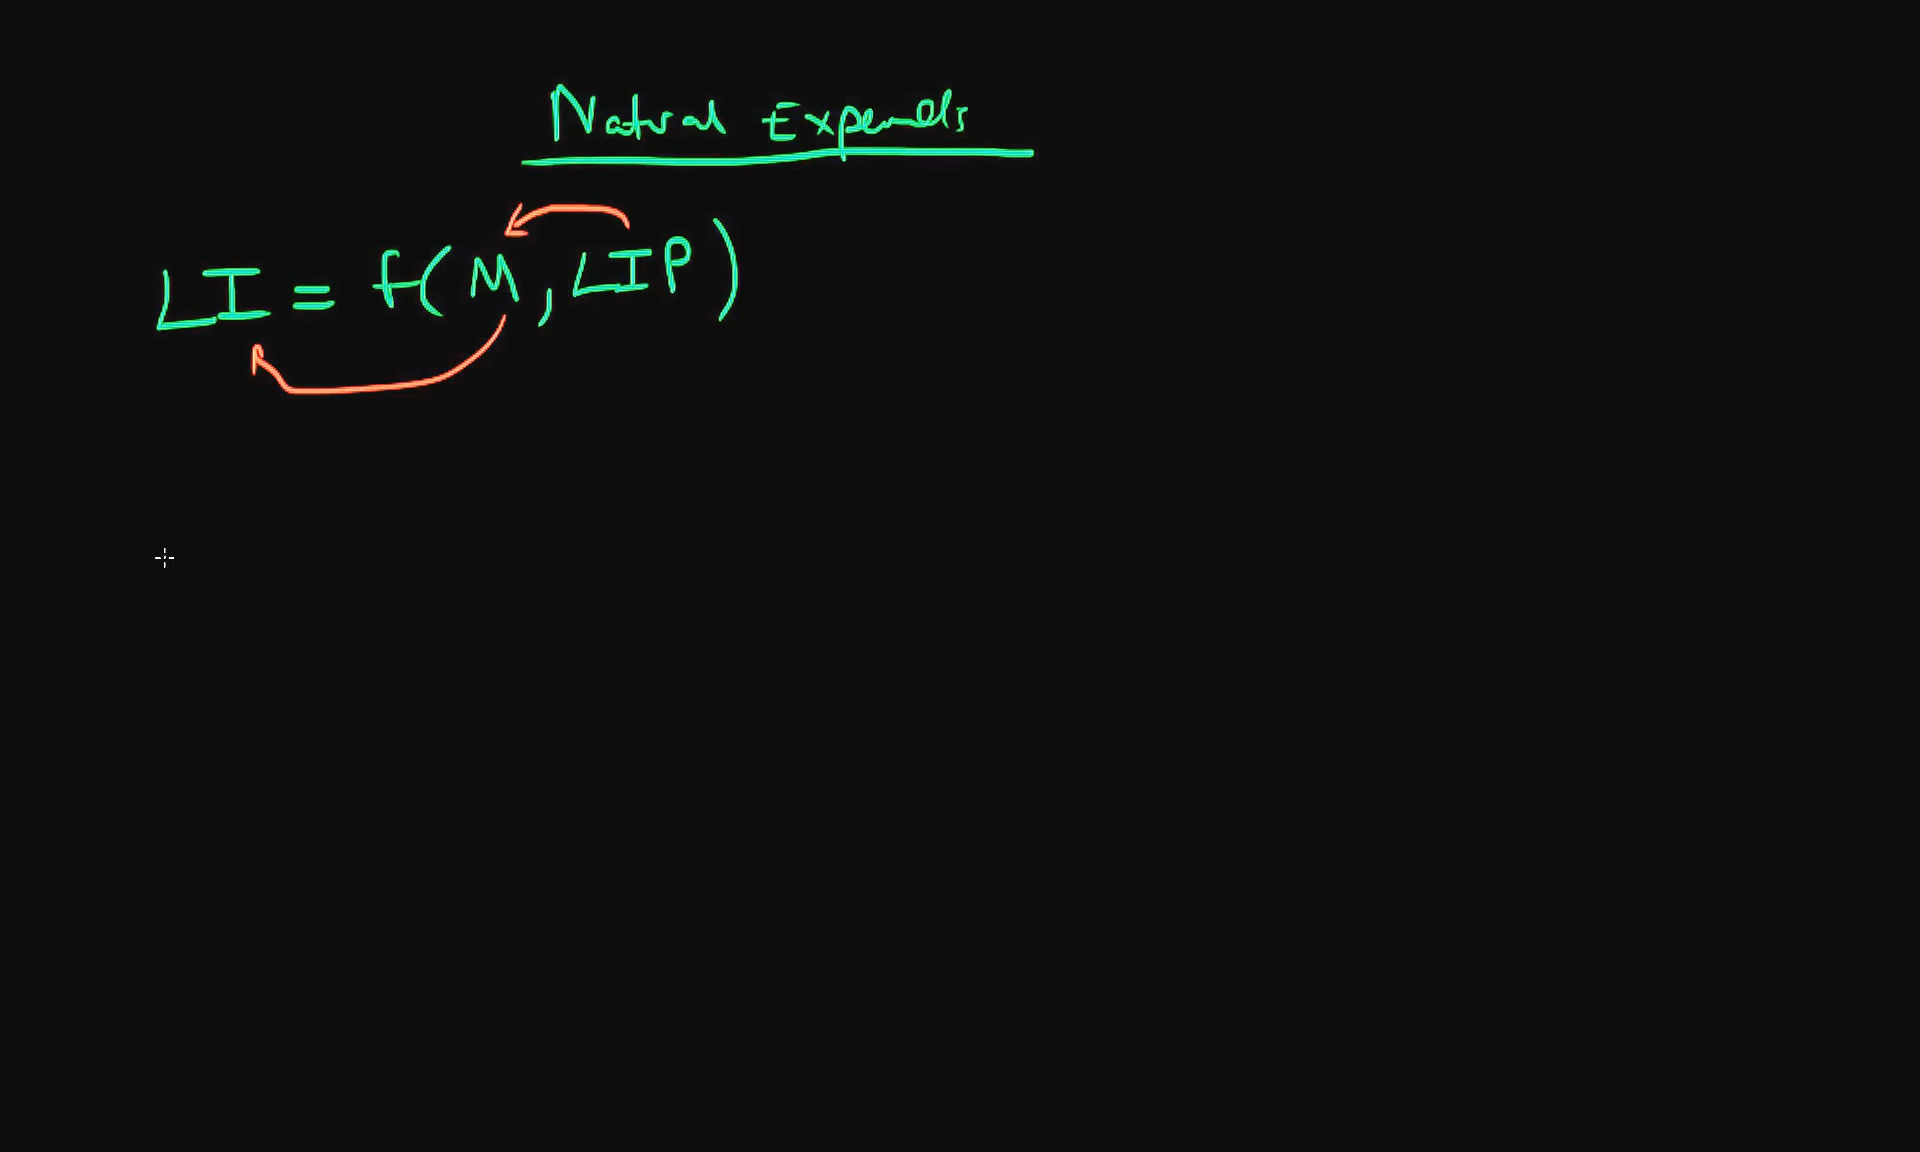 Natural Experiments
LI = f(M, LIP)